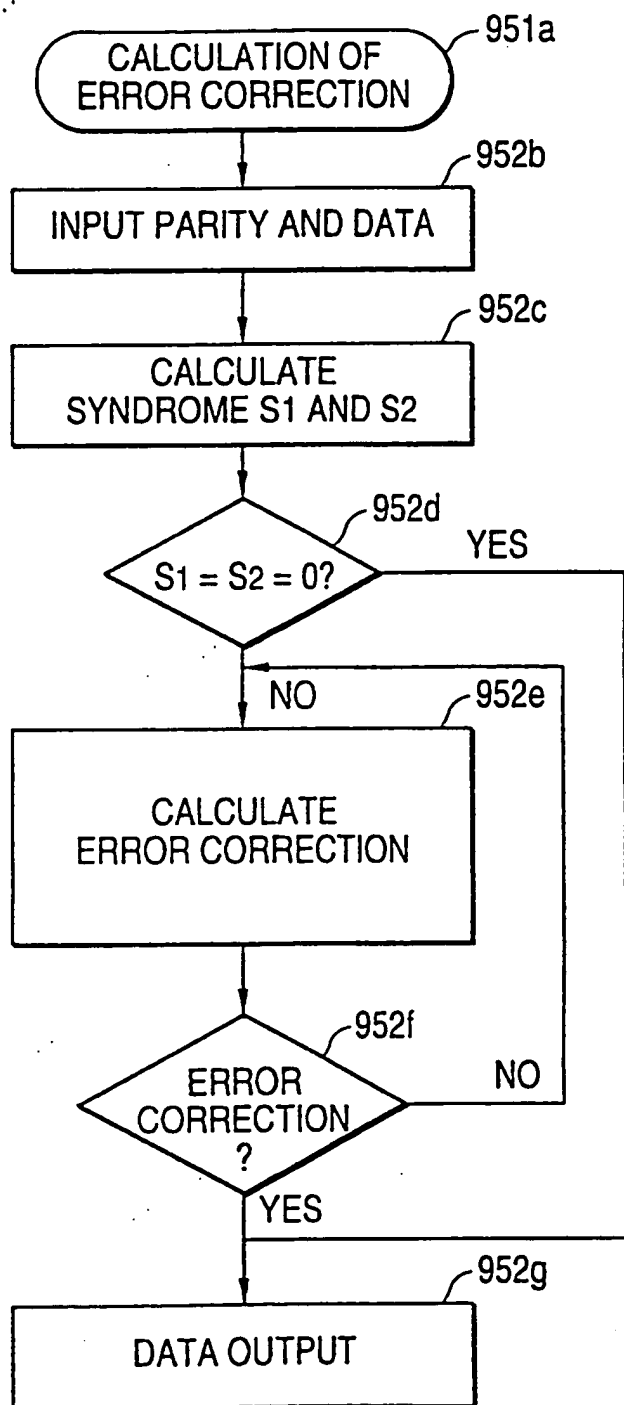 CALCULATION OF
ERROR CORRECTION
951a
952b
INPUT PARITY AND DATA
952c
CALCULATE
SYNDROME S1 AND S2
952d
S1 = S2 = 0?
YES
NO
952e
CALCULATE
ERROR CORRECTION
952f
ERROR
CORRECTION
?
NO
YES
952g
DATA OUTPUT